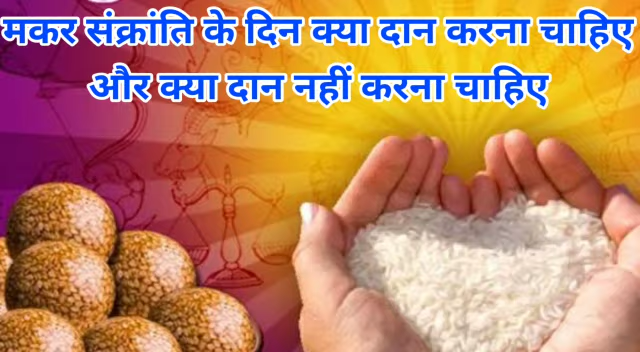 मकर संक्रांति के दिन क्या दान करना चाहिए
और क्या दान नहीं करना चाहिए